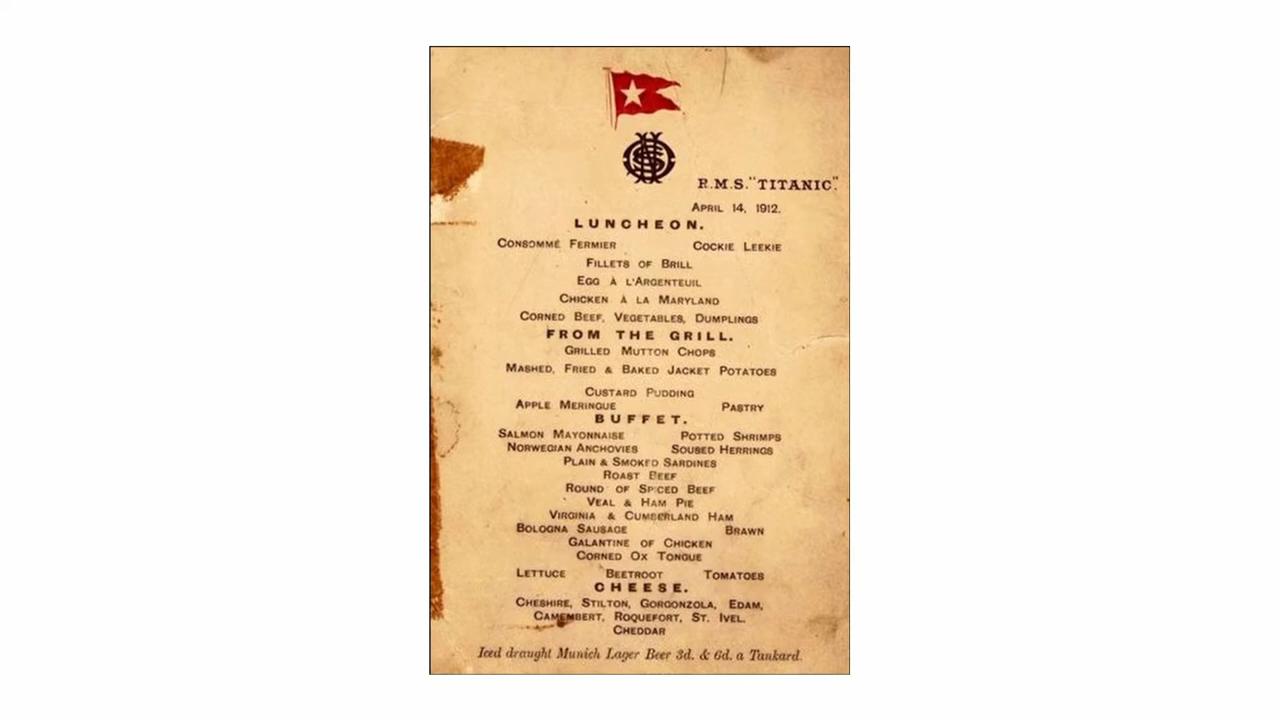 R.M.S. "TITANIC".
APRIL 14, 1912.
LUNCHEON.
CONSOMMÉ FERMIER COCKIE LEEKIE
FILLETS OF BRILL
EGG À L'ARGENTEUIL
CHICKEN À LA MARYLAND
CORNED BEEF, VEGETABLES, DUMPLINGS
FROM THE GRILL.
GRILLED MUTTON CHOPS
MASHED, FRIED & BAKED JACKET POTATOES
CUSTARD PUDDING
APPLE MERINGUE PASTRY
BUFFET.
SALMON MAYONNAISE POTTED SHRIMPS
NORWEGIAN ANCHOVIES SOUSED HERRINGS
PLAIN & SMOKED SARDINES
ROAST BEEF
ROUND OF SPICED BEEF
VEAL & HAM PIE
VIRGINIA & CUMBERLAND HAM
BOLOGNA SAUSAGE BRAWN
GALANTINE OF CHICKEN
CORNED OX TONGUE
LETTUCE BEETROOT TOMATOES
CHEESE.
CHESHIRE, STILTON, GORGONZOLA, EDAM,
CAMEMBERT, ROQUEFORT, ST. IVEL.
CHEDDAR
Iced draught Munich Lager Beer 3d. & 6d. a Tankard.